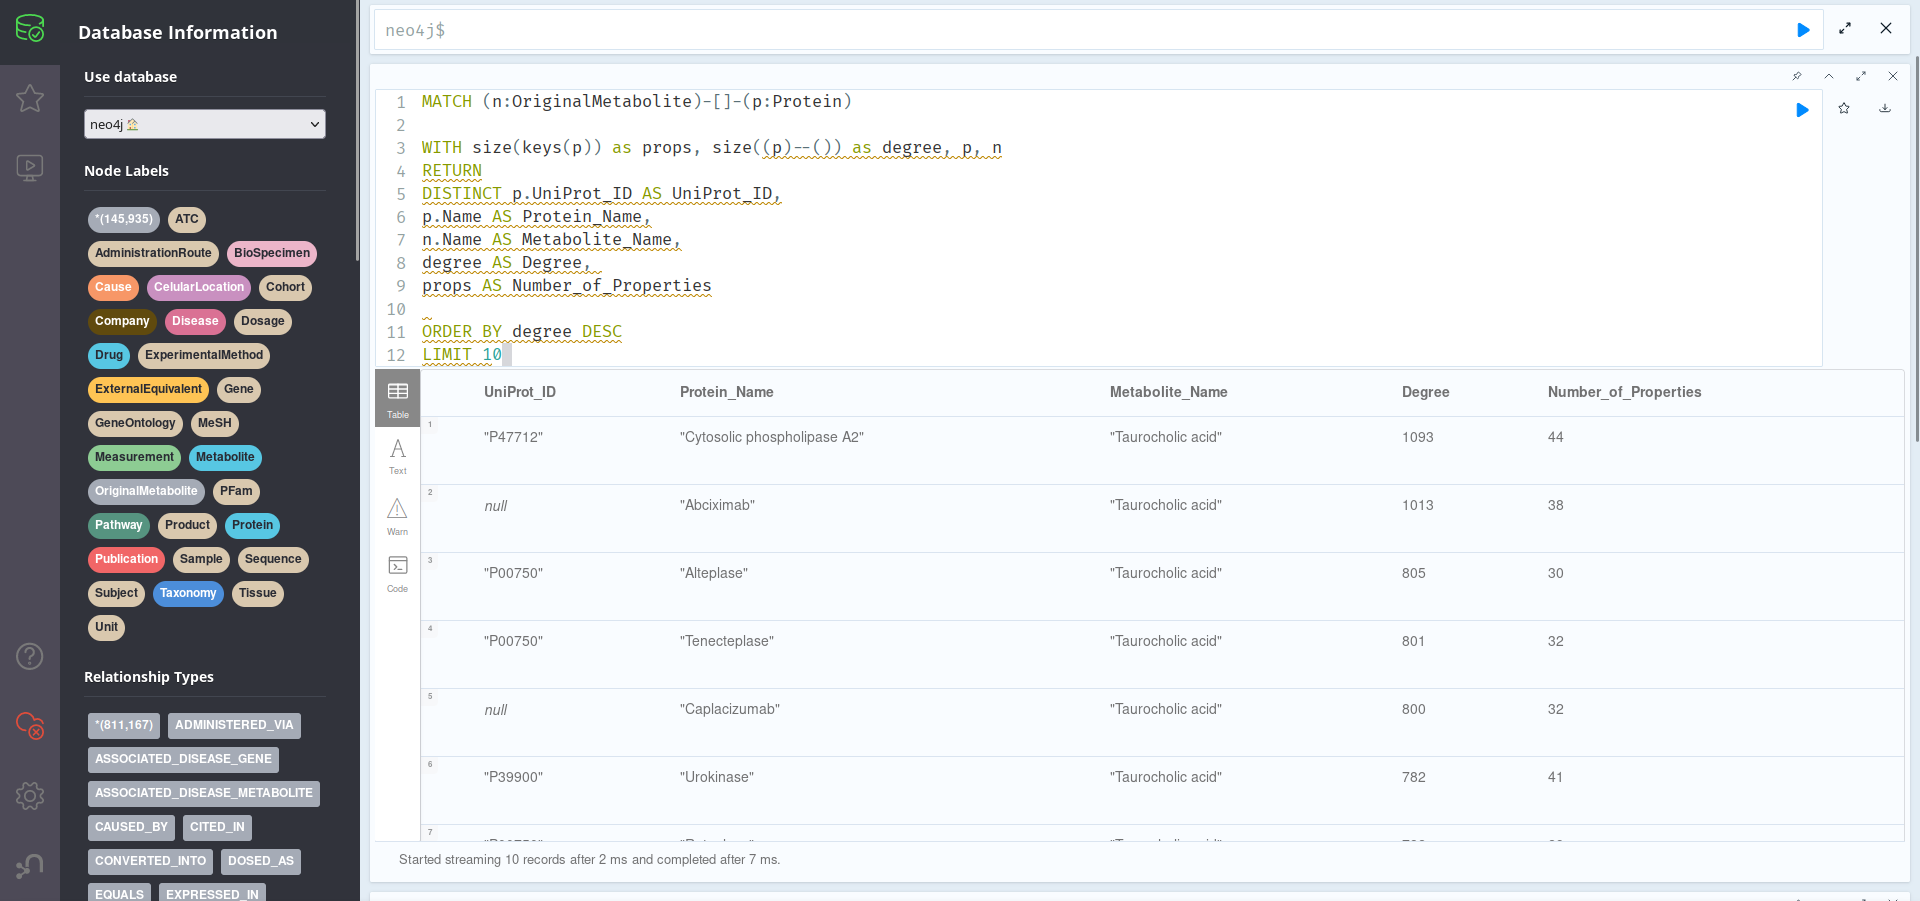 Database Information
Use database
neo4j
Node Labels
*(145,935) ATC
AdministrationRoute BioSpecimen
Cause CelularLocation Cohort
Company Disease Dosage
Drug ExperimentalMethod
ExternalEquivalent Gene
GeneOntology MeSH
Measurement Metabolite
OriginalMetabolite PFam
Pathway Product Protein
Publication Sample Sequence
Subject Taxonomy Tissue
Unit
Relationship Types
*(811,167) ADMINISTERED_VIA
ASSOCIATED_DISEASE_GENE
ASSOCIATED_DISEASE_METABOLITE
CAUSED_BY CITED_IN
CONVERTED_INTO DOSED_AS
EQUALS EXPRESSED_IN
neo4j$
1 MATCH (n:OriginalMetabolite)-[]-(p:Protein)
2
3 WITH size(keys(p)) as props, size((p)--()) as degree, p, n
4 RETURN
5 DISTINCT p.UniProt_ID AS UniProt_ID,
6 p.Name AS Protein_Name,
7 n.Name AS Metabolite_Name,
8 degree AS Degree,
9 props AS Number_of_Properties
10
11 ORDER BY degree DESC
12 LIMIT 10
Table
Text
Warn
Code
UniProt_ID Protein_Name Metabolite_Name Degree Number_of_Properties
1 "P47712" "Cytosolic phospholipase A2" "Taurocholic acid" 1093 44
2 null "Abciximab" "Taurocholic acid" 1013 38
3 "P00750" "Alteplase" "Taurocholic acid" 805 30
4 "P00750" "Tenecteplase" "Taurocholic acid" 801 32
5 null "Caplacizumab" "Taurocholic acid" 800 32
6 "P39900" "Urokinase" "Taurocholic acid" 782 41
7
Started streaming 10 records after 2 ms and completed after 7 ms.